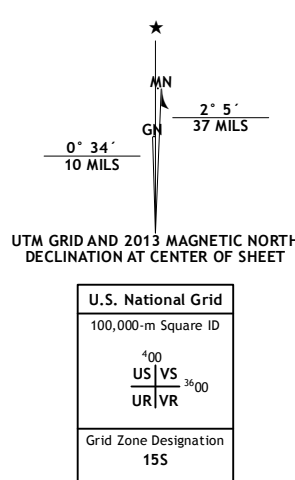 ★
MN
GN
2° 5´
37 MILS
0° 34´
10 MILS
UTM GRID AND 2013 MAGNETIC NORTH
DECLINATION AT CENTER OF SHEET
U.S. National Grid
100,000-m Square ID
⁴00
US VS
³⁶00
UR VR
Grid Zone Designation
15S